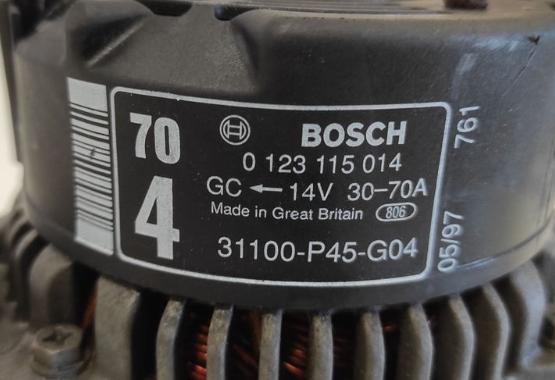 70
4
BOSCH
0 123 115 014
GC ← 14V 30-70A
Made in Great Britain 806
31100-P45-G04
05/97 761